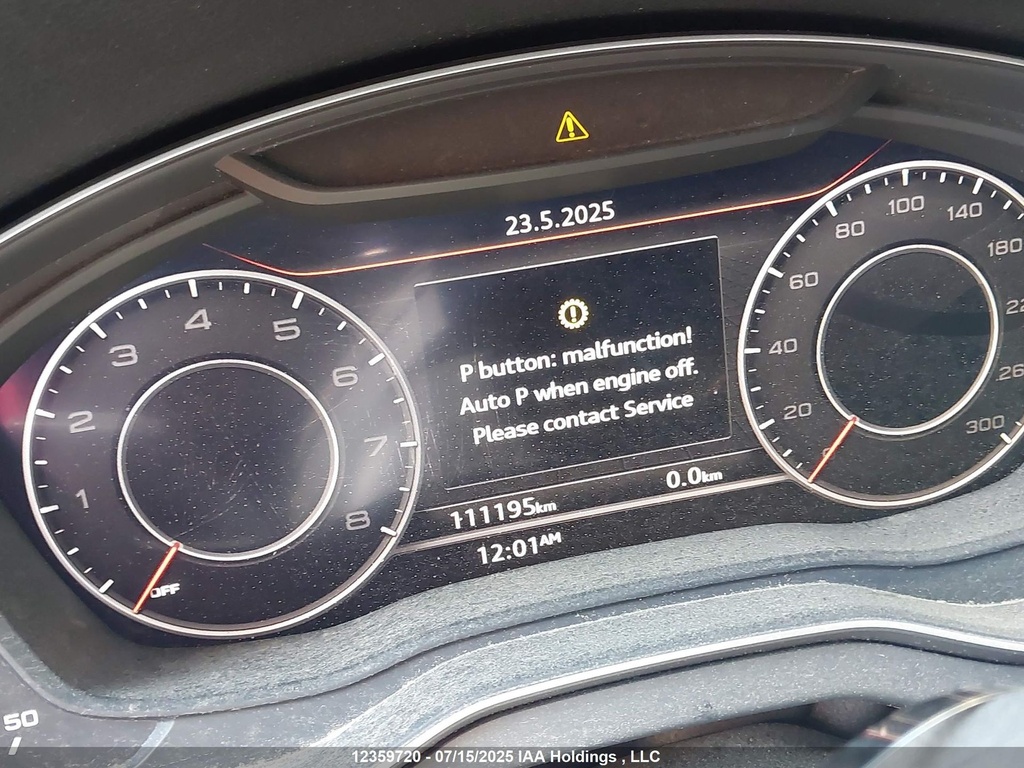 23.5.2025
P button: malfunction!
Auto P when engine off.
Please contact Service
111195km
0.0km
12:01AM
1
2
3
4
5
6
7
8
OFF
20
40
60
80
100
140
180
300
50
12359720 - 07/15/2025 IAA Holdings , LLC